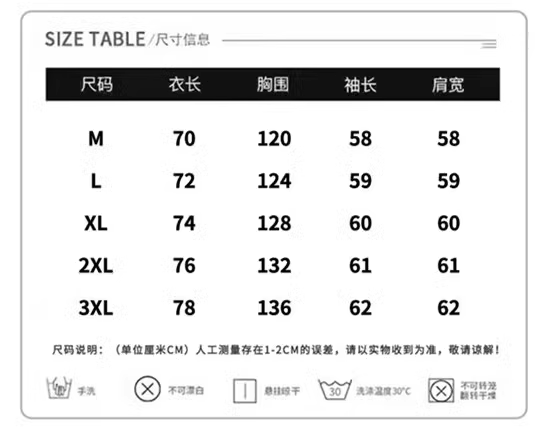 SIZE TABLE/尺寸信息
尺码 衣长 胸围 袖长 肩宽
M 70 120 58 58
L 72 124 59 59
XL 74 128 60 60
2XL 76 132 61 61
3XL 78 136 62 62
尺码说明：（单位厘米CM）人工测量存在1-2CM的误差，请以实物收到为准，敬请谅解！
手洗 不可漂白 悬挂晾干 30 洗涤温度30°C 不可转笼
翻转干燥